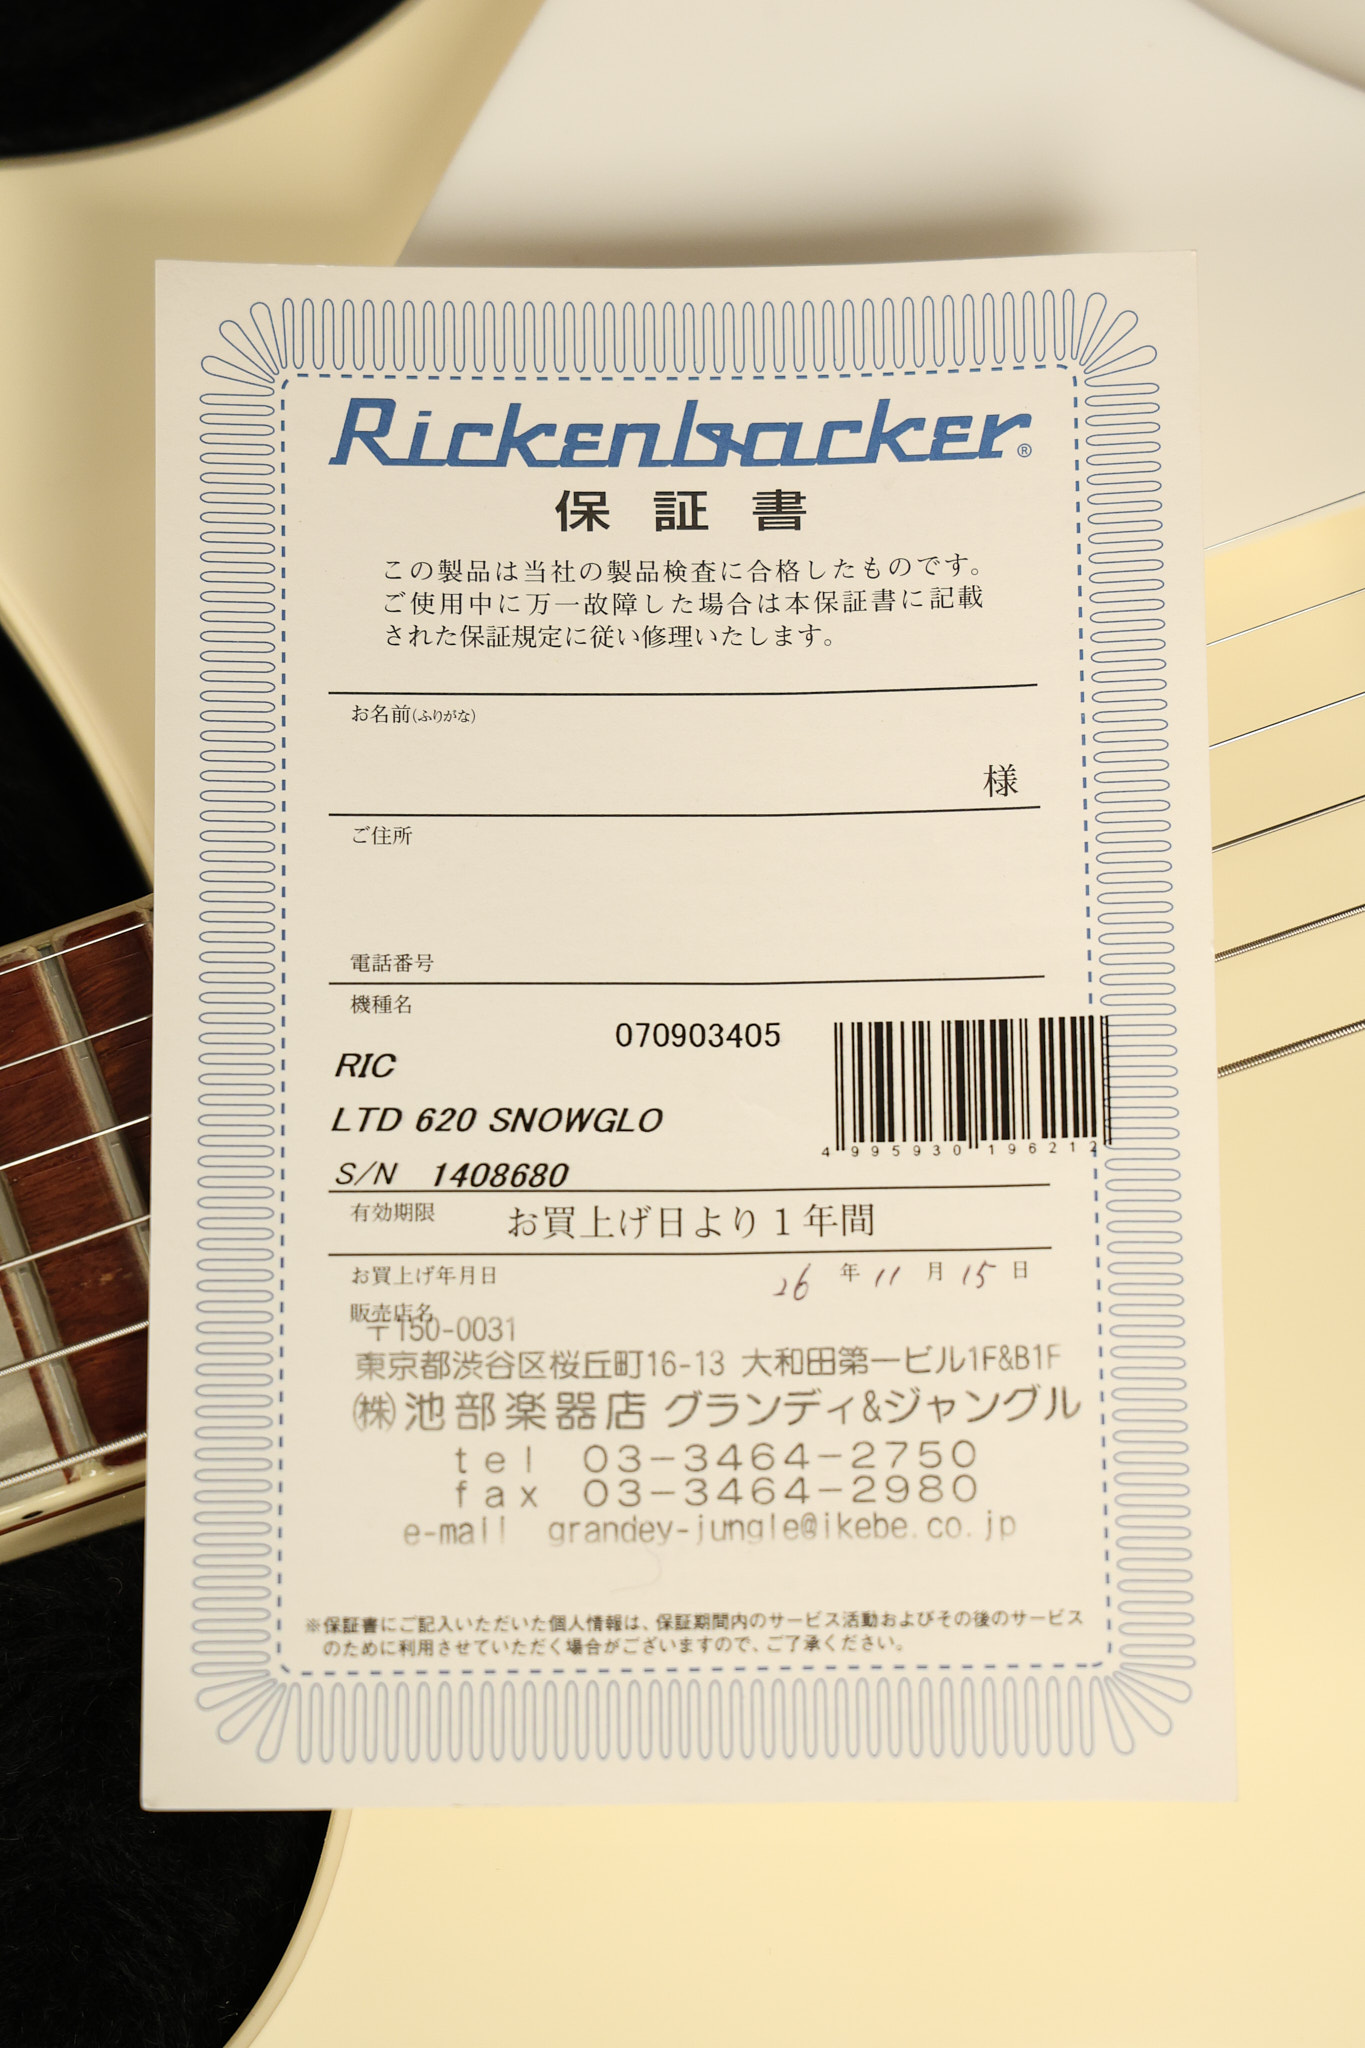 Rickenbacker®
保証書
この製品は当社の製品検査に合格したものです。
ご使用中に万一故障した場合は本保証書に記載
された保証規定に従い修理いたします。
お名前(ふりがな)
様
ご住所
電話番号
機種名
070903405
RIC
LTD 620 SNOWGLO
S/N 1408680
4995930196212
有効期限 お買上げ日より1年間
お買上げ年月日 26年11月15日
販売店名
〒150-0031
東京都渋谷区桜丘町16-13 大和田第一ビル1F&B1F
㈱池部楽器店 グランディ&ジャングル
tel 03-3464-2750
fax 03-3464-2980
e-mail grandey-jungle@ikebe.co.jp
※保証書にご記入いただいた個人情報は、保証期間内のサービス活動およびその後のサービス
のために利用させていただく場合がございますので、ご了承ください。